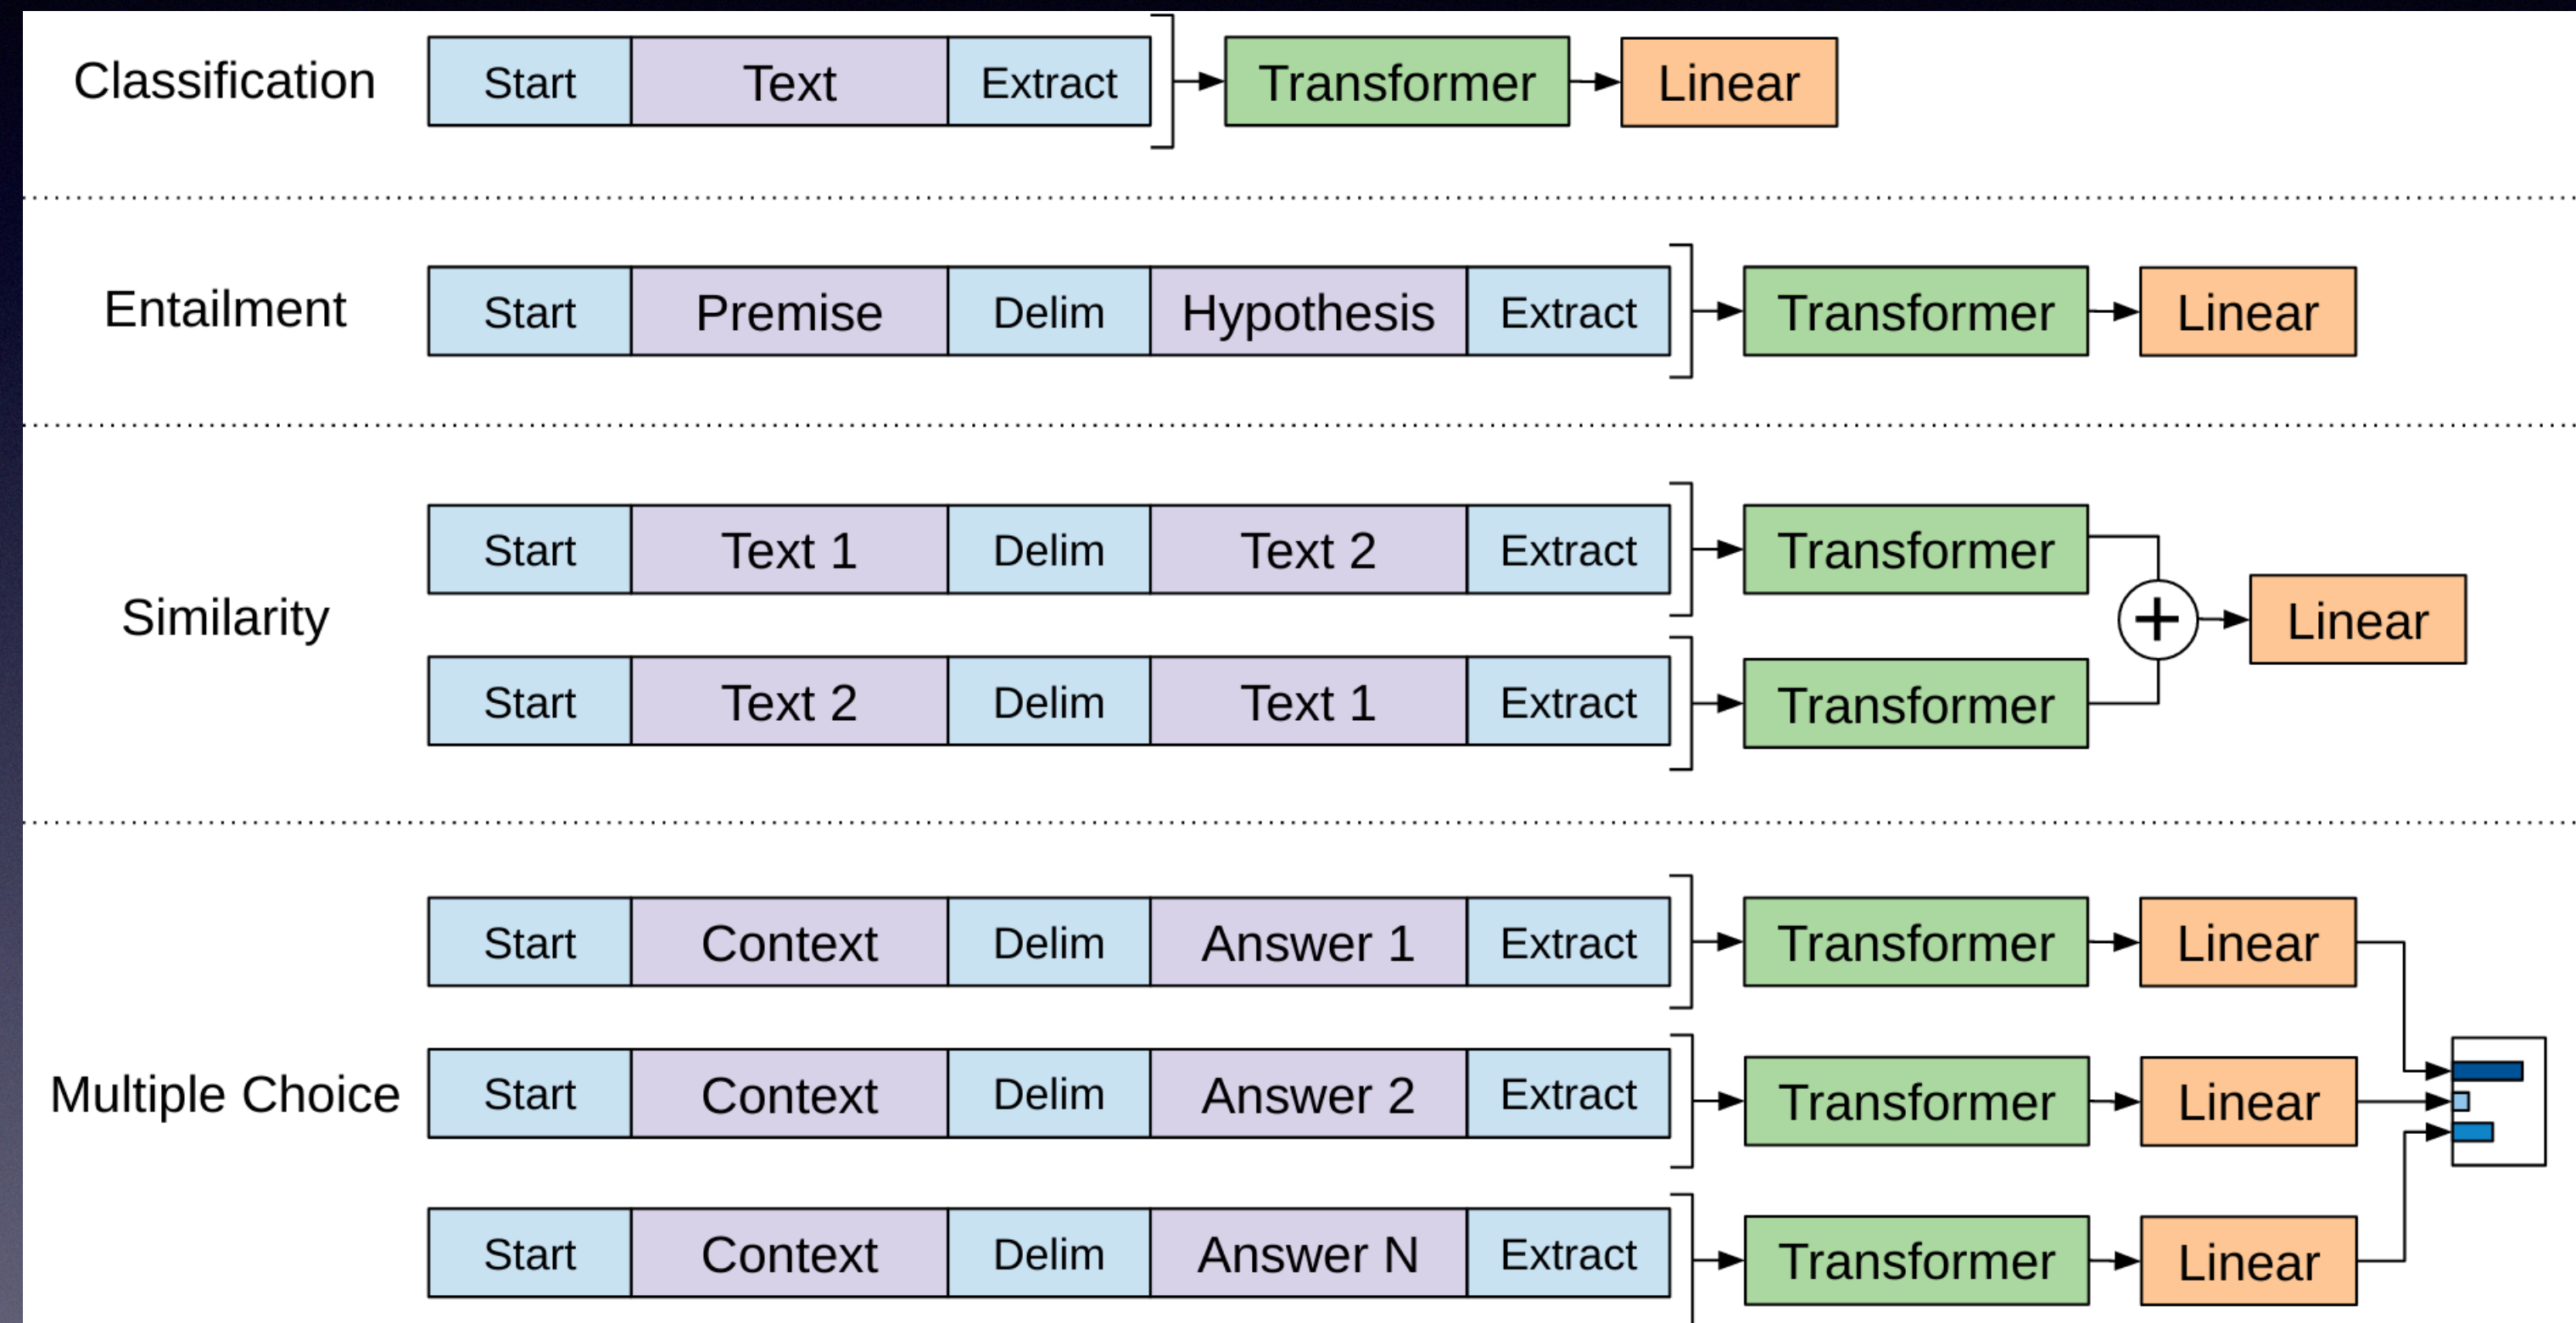 Classification Start Text Extract Transformer Linear
Entailment Start Premise Delim Hypothesis Extract Transformer Linear
Start Text 1 Delim Text 2 Extract Transformer
Similarity + Linear
Start Text 2 Delim Text 1 Extract Transformer
Start Context Delim Answer 1 Extract Transformer Linear
Multiple Choice Start Context Delim Answer 2 Extract Transformer Linear
Start Context Delim Answer N Extract Transformer Linear